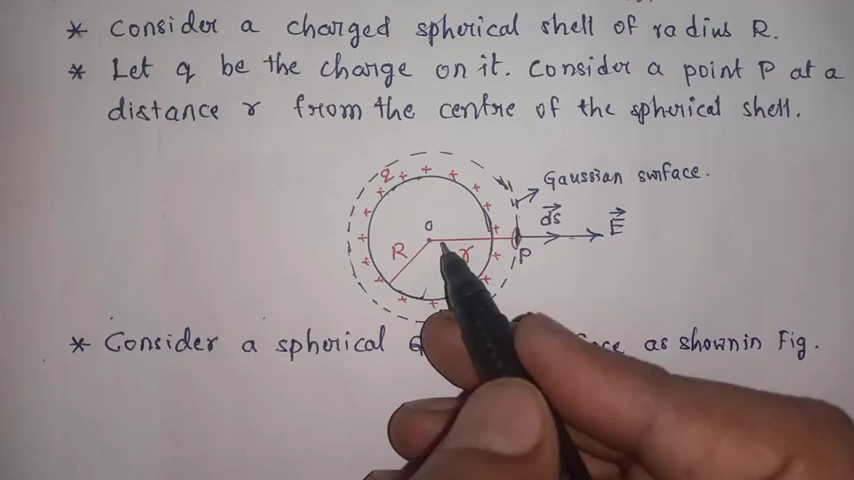 * Consider a charged spherical shell of radius R.
* Let q be the charge on it. Consider a point P at a
distance r from the centre of the spherical shell.
q
Gaussian surface.
O
ds
E
R
r
P
* Consider a spherical as shown in Fig.